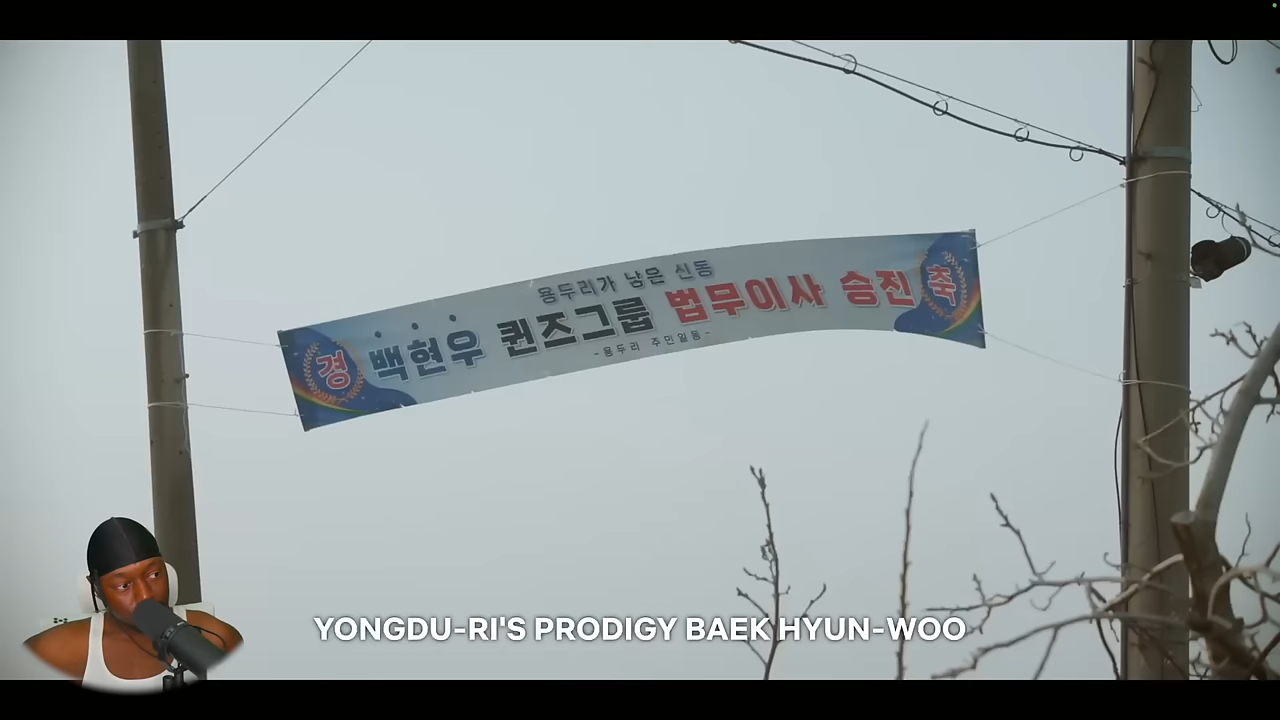 용두리가 낳은 신동
경 백현우 퀸즈그룹 법무이사 승진 축
-용두리 주민일동-
YONGDU-RI'S PRODIGY BAEK HYUN-WOO